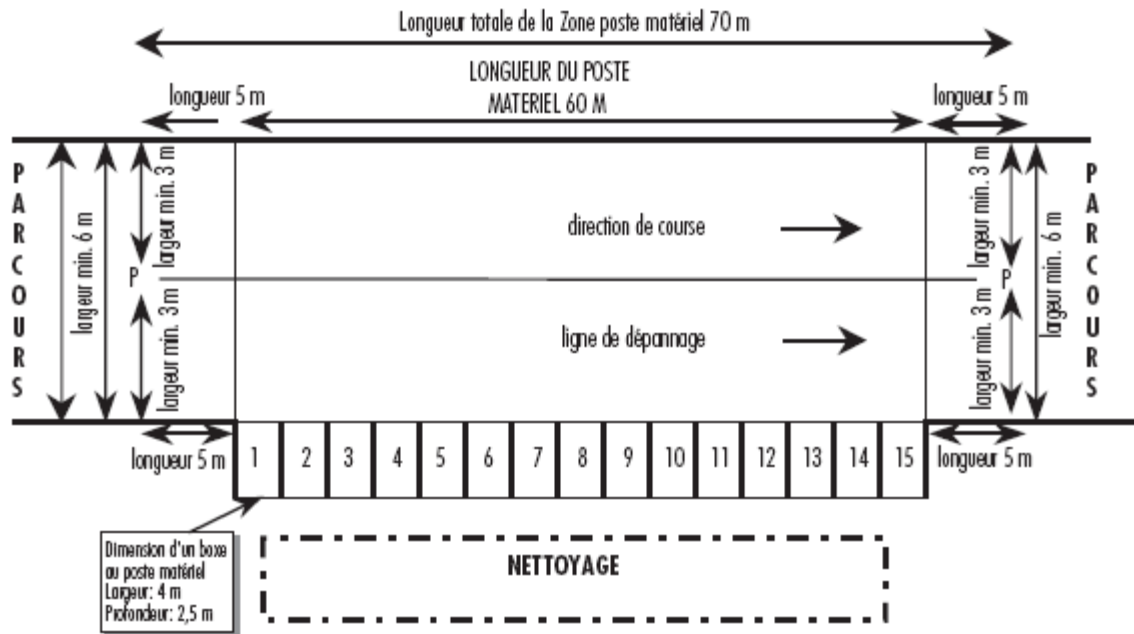 Longueur totale de la Zone poste matériel 70 m
LONGUEUR DU POSTE
MATERIEL 60 M
longueur 5 m
longueur 5 m
PARCOURS
largeur min. 6 m
largeur min. 3 m
P
largeur min. 3 m
direction de course
ligne de dépannage
largeur min. 3 m
P
largeur min. 3 m
largeur min. 6 m
PARCOURS
longueur 5 m
1 2 3 4 5 6 7 8 9 10 11 12 13 14 15
longueur 5 m
Dimension d'un boxe
au poste matériel
Largeur: 4 m
Profondeur: 2,5 m
NETTOYAGE